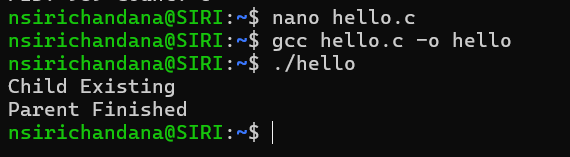 nsirichandana@SIRI:~$ nano hello.c
nsirichandana@SIRI:~$ gcc hello.c -o hello
nsirichandana@SIRI:~$ ./hello
Child Existing
Parent Finished
nsirichandana@SIRI:~$